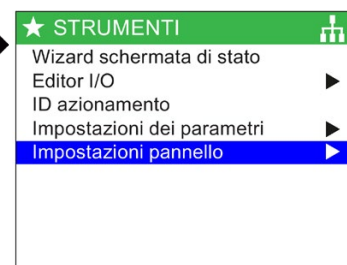 STRUMENTI
Wizard schermata di stato
Editor I/O
ID azionamento
Impostazioni dei parametri
Impostazioni pannello